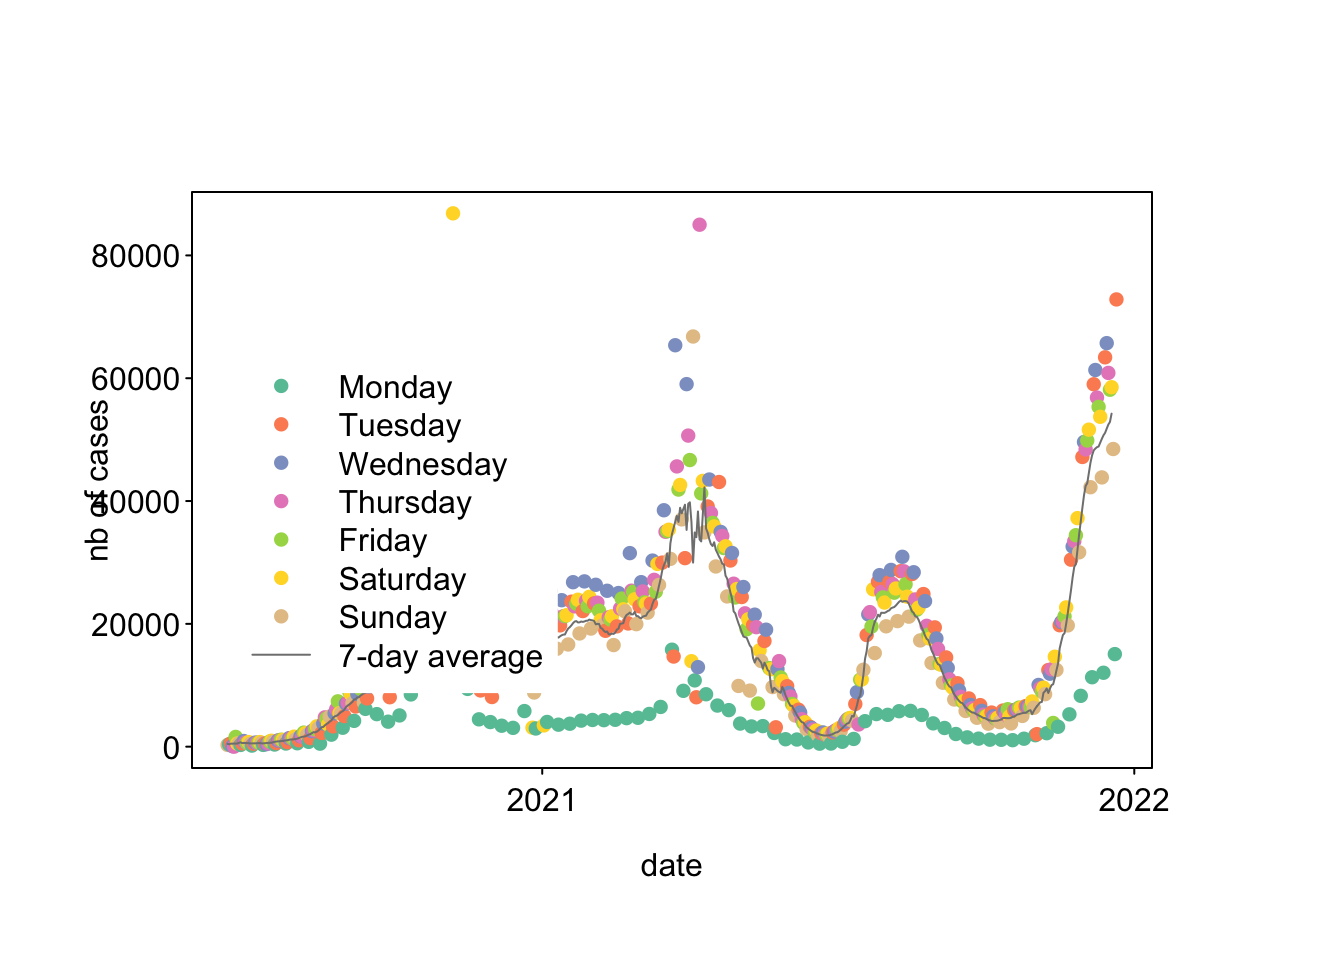 80000
60000
40000
20000
0
nb of cases
Monday
Tuesday
Wednesday
Thursday
Friday
Saturday
Sunday
7-day average
2021
2022
date